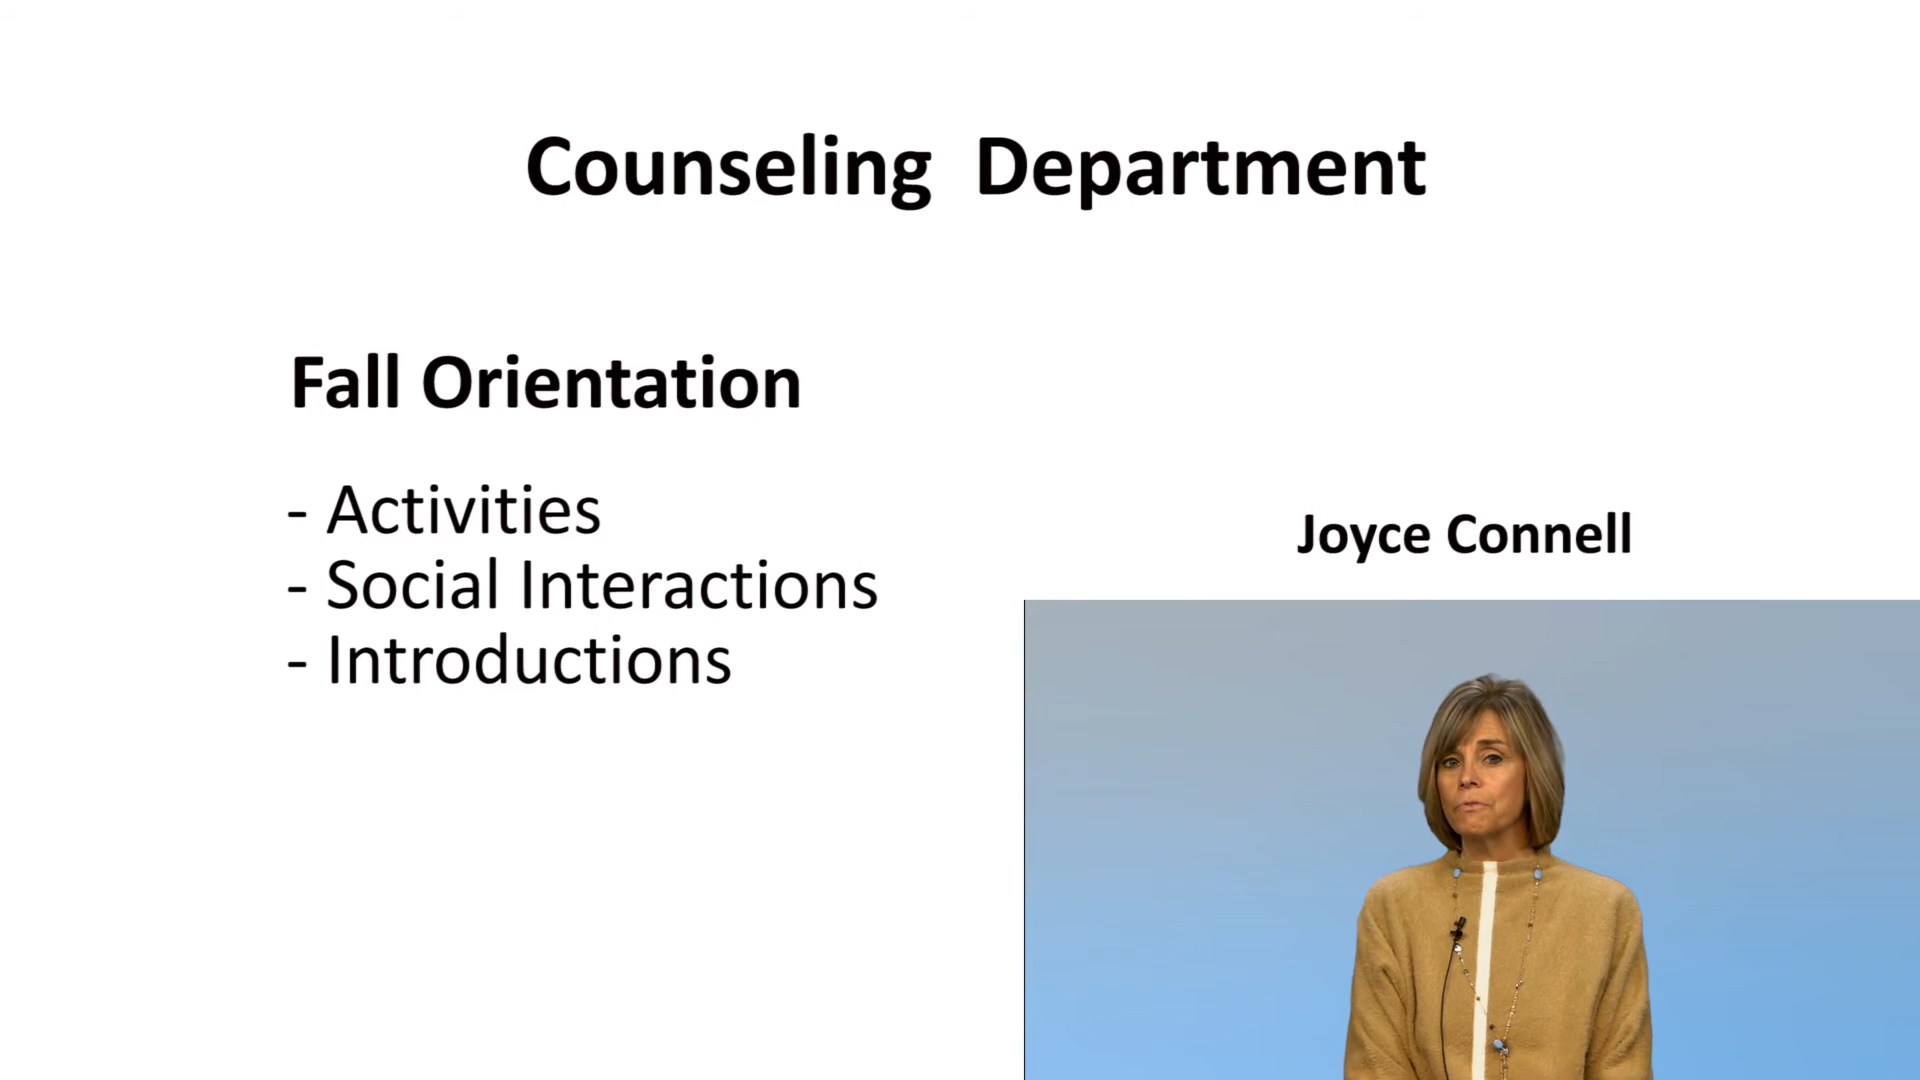 Counseling  Department
Fall Orientation
- Activities
- Social Interactions
- Introductions
Joyce Connell